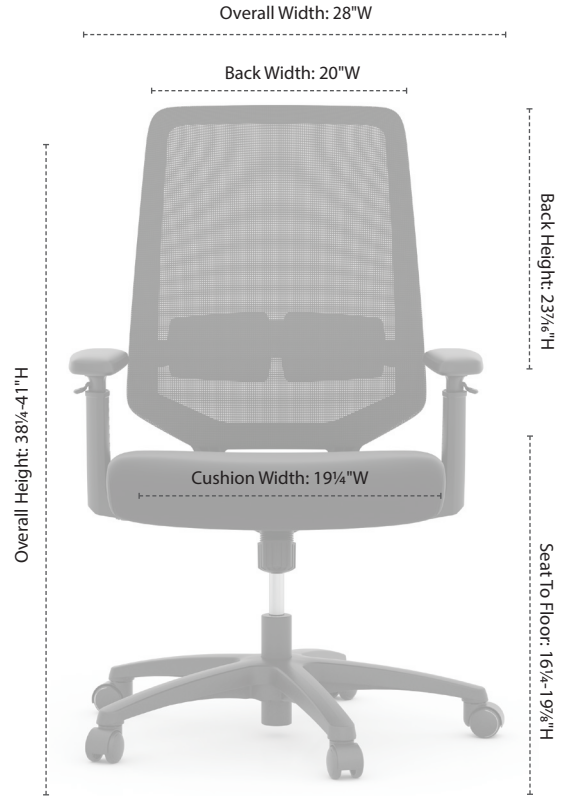 Overall Width: 28"W
Back Width: 20"W
Back Height: 23⁷⁄₁₆"H
Overall Height: 38¼-41"H
Cushion Width: 19¼"W
Seat To Floor: 16¼-19⅞"H